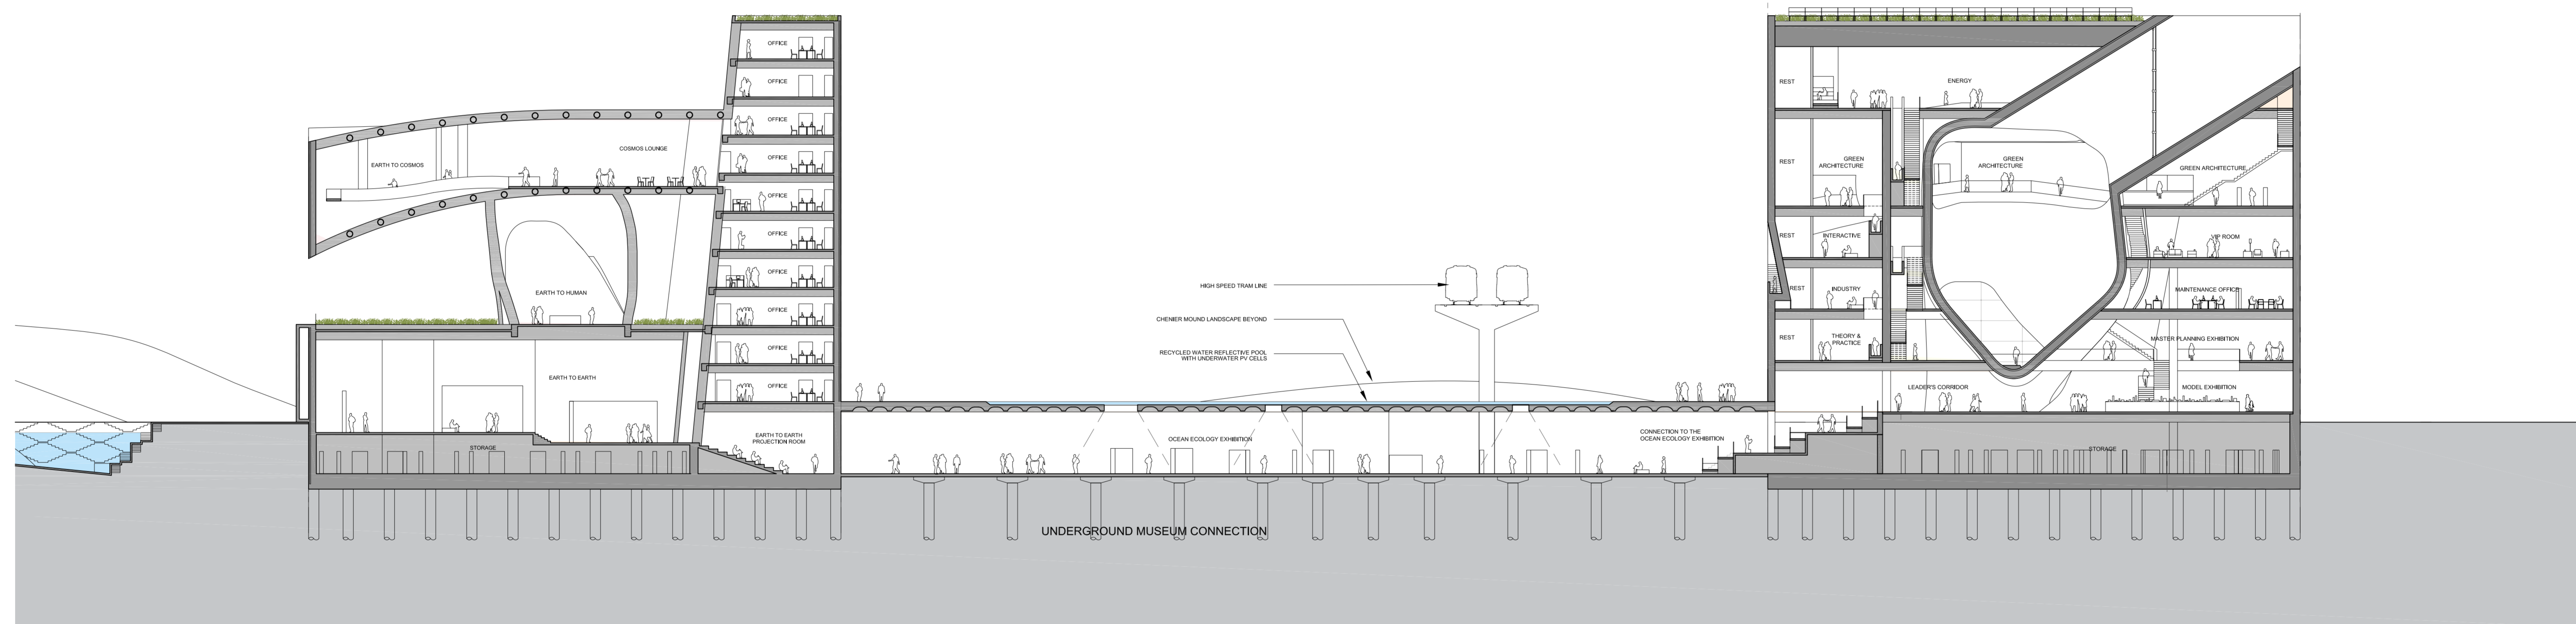 OFFICE
OFFICE
OFFICE
OFFICE
OFFICE
OFFICE
OFFICE
OFFICE
OFFICE
OFFICE
COSMOS LOUNGE
EARTH TO COSMOS
EARTH TO HUMAN
EARTH TO EARTH
EARTH TO EARTH
PROJECTION ROOM
STORAGE
HIGH SPEED TRAM LINE
CHENIER MOUND LANDSCAPE BEYOND
RECYCLED WATER REFLECTIVE POOL
WITH UNDERWATER PV CELLS
OCEAN ECOLOGY EXHIBITION
CONNECTION TO THE
OCEAN ECOLOGY EXHIBITION
UNDERGROUND MUSEUM CONNECTION
REST
ENERGY
REST
GREEN
ARCHITECTURE
GREEN
ARCHITECTURE
GREEN ARCHITECTURE
REST
INTERACTIVE
VIP ROOM
REST
INDUSTRY
MAINTENANCE OFFICE
REST
THEORY &
PRACTICE
MASTER PLANNING EXHIBITION
LEADER'S CORRIDOR
MODEL EXHIBITION
STORAGE